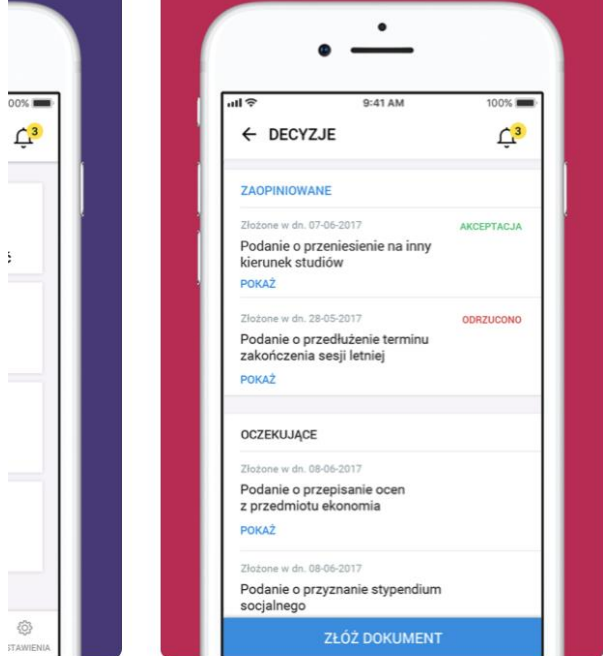 00%
3
9:41 AM
100%
DECYZJE
3
ZAOPINIOWANE
Złożone w dn. 07-06-2017
AKCEPTACJA
Podanie o przeniesienie na inny
kierunek studiów
POKAŻ
Złożone w dn. 28-05-2017
ODRZUCONO
Podanie o przedłużenie terminu
zakończenia sesji letniej
POKAŻ
OCZEKUJĄCE
Złożone w dn. 08-06-2017
Podanie o przepisanie ocen
z przedmiotu ekonomia
POKAŻ
Złożone w dn. 08-06-2017
Podanie o przyznanie stypendium
socjalnego
STAWIENIA
ZŁÓŻ DOKUMENT